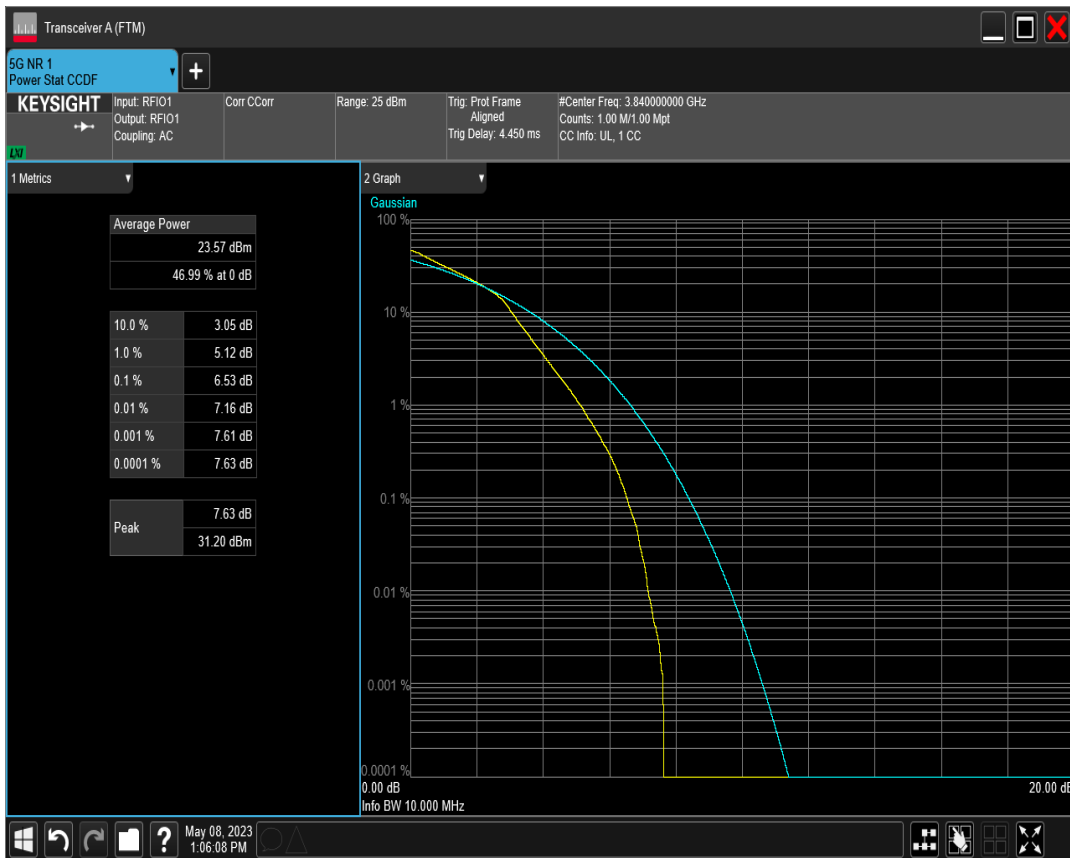 Transceiver A (FTM)
5G NR 1
Power Stat CCDF
+
KEYSIGHT
LXI
Input: RFIO1
Output: RFIO1
Coupling: AC
Corr CCorr
Range: 25 dBm
Trig: Prot Frame
Aligned
Trig Delay: 4.450 ms
#Center Freq: 3.840000000 GHz
Counts: 1.00 M/1.00 Mpt
CC Info: UL, 1 CC
1 Metrics
Average Power
23.57 dBm
46.99 % at 0 dB
10.0 % 3.05 dB
1.0 % 5.12 dB
0.1 % 6.53 dB
0.01 % 7.16 dB
0.001 % 7.61 dB
0.0001 % 7.63 dB
Peak
7.63 dB
31.20 dBm
2 Graph
Gaussian
100 %
10 %
1 %
0.1 %
0.01 %
0.001 %
0.0001 %
0.00 dB
20.00 dB
Info BW 10.000 MHz
?
May 08, 2023
1:06:08 PM